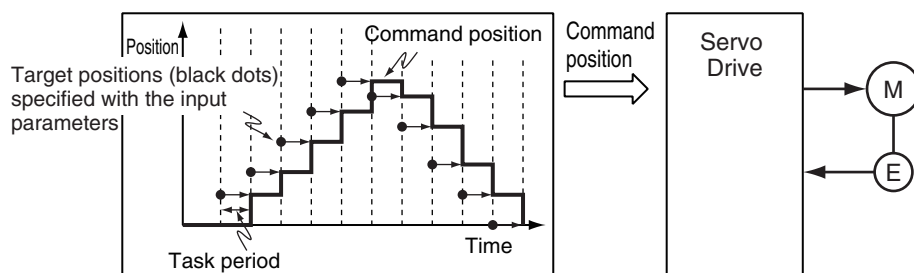 Position
Command position
Target positions (black dots)
specified with the input
parameters
Task period
Time
Command
position
Servo
Drive
M
E